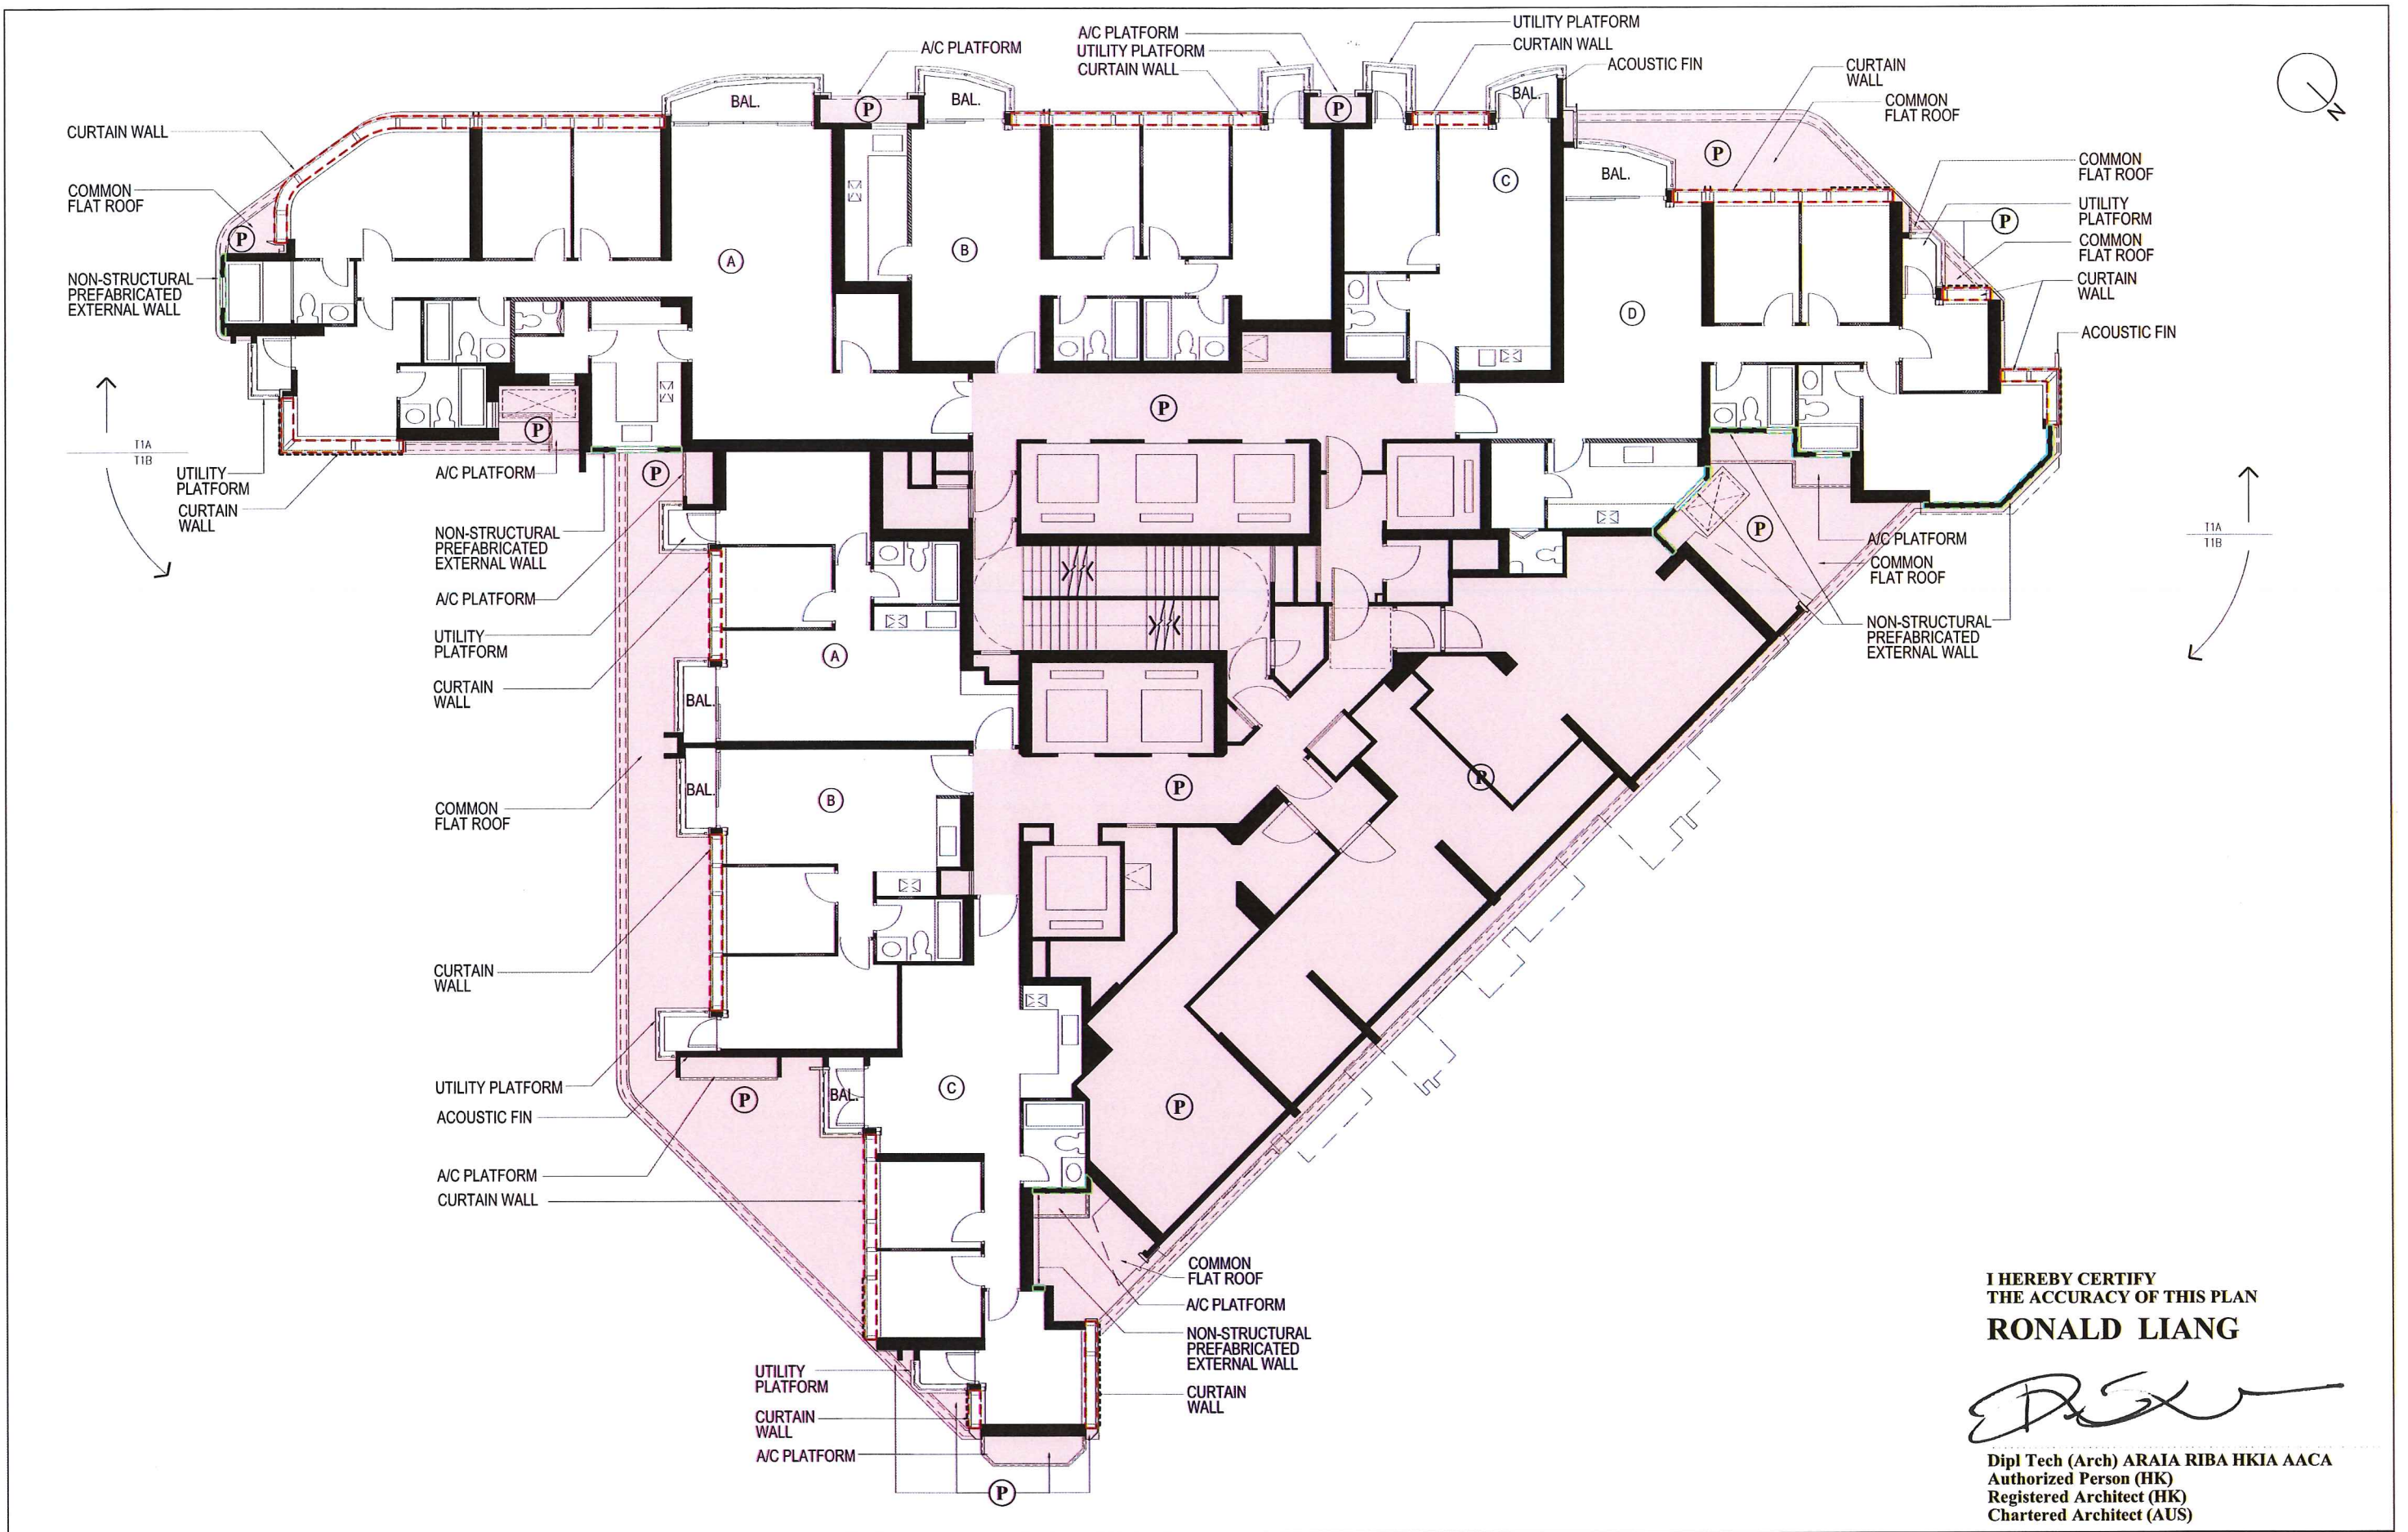 A/C PLATFORM
A/C PLATFORM
UTILITY PLATFORM
CURTAIN WALL
UTILITY PLATFORM
CURTAIN WALL
ACOUSTIC FIN
CURTAIN
WALL
COMMON
FLAT ROOF
N
BAL.
P
BAL.
P
BAL.
CURTAIN WALL
COMMON
FLAT ROOF
P
NON-STRUCTURAL
PREFABRICATED
EXTERNAL WALL
A
B
C
BAL.
P
D
COMMON
FLAT ROOF
UTILITY
PLATFORM
P
COMMON
FLAT ROOF
CURTAIN
WALL
ACOUSTIC FIN
T1A
T1B
UTILITY
PLATFORM
CURTAIN
WALL
P
A/C PLATFORM
P
P
NON-STRUCTURAL
PREFABRICATED
EXTERNAL WALL
A/C PLATFORM
UTILITY
PLATFORM
CURTAIN
WALL
A
BAL.
P
A/C PLATFORM
COMMON
FLAT ROOF
NON-STRUCTURAL
PREFABRICATED
EXTERNAL WALL
T1A
T1B
COMMON
FLAT ROOF
BAL.
B
P
P
CURTAIN
WALL
UTILITY PLATFORM
ACOUSTIC FIN
A/C PLATFORM
CURTAIN WALL
P
BAL.
C
P
COMMON
FLAT ROOF
A/C PLATFORM
NON-STRUCTURAL
PREFABRICATED
EXTERNAL WALL
CURTAIN
WALL
UTILITY
PLATFORM
CURTAIN
WALL
A/C PLATFORM
P
I HEREBY CERTIFY
THE ACCURACY OF THIS PLAN
RONALD LIANG
Dipl Tech (Arch) ARAIA RIBA HKIA AACA
Authorized Person (HK)
Registered Architect (HK)
Chartered Architect (AUS)